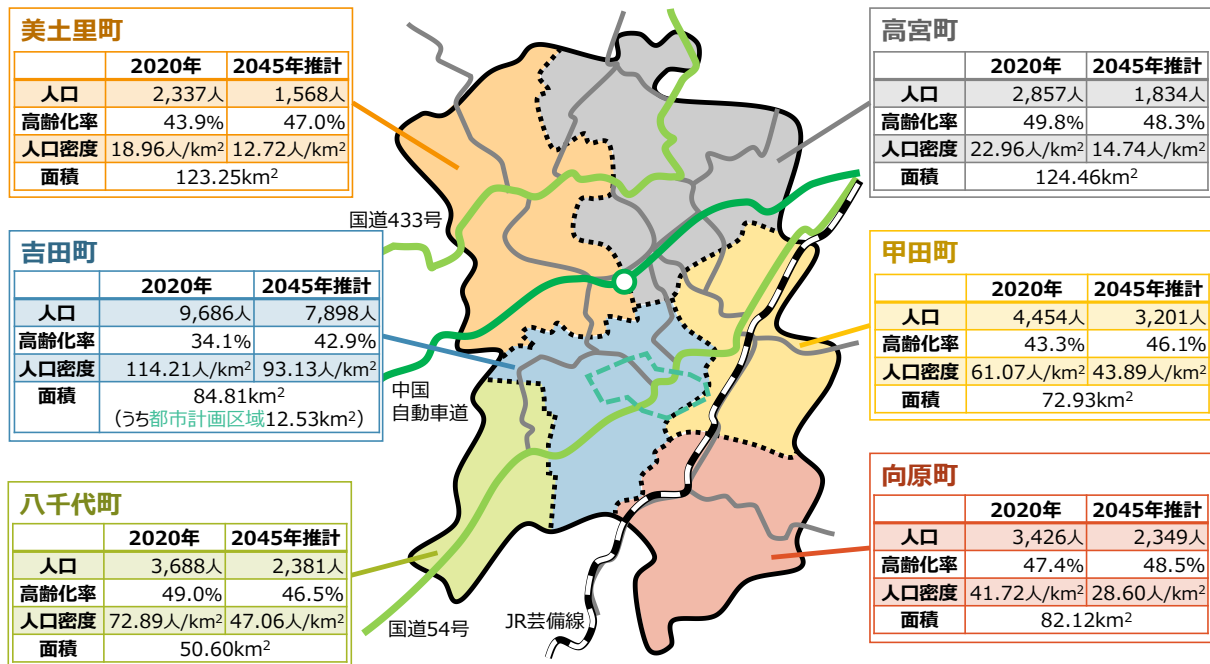 美土里町
2020年 2045年推計
人口 2,337人 1,568人
高齢化率 43.9% 47.0%
人口密度 18.96人/km² 12.72人/km²
面積 123.25km²
高宮町
2020年 2045年推計
人口 2,857人 1,834人
高齢化率 49.8% 48.3%
人口密度 22.96人/km² 14.74人/km²
面積 124.46km²
国道433号
吉田町
2020年 2045年推計
人口 9,686人 7,898人
高齢化率 34.1% 42.9%
人口密度 114.21人/km² 93.13人/km²
面積 84.81km²
(うち都市計画区域12.53km²)
中国
自動車道
甲田町
2020年 2045年推計
人口 4,454人 3,201人
高齢化率 43.3% 46.1%
人口密度 61.07人/km² 43.89人/km²
面積 72.93km²
八千代町
2020年 2045年推計
人口 3,688人 2,381人
高齢化率 49.0% 46.5%
人口密度 72.89人/km² 47.06人/km²
面積 50.60km²
国道54号
JR芸備線
向原町
2020年 2045年推計
人口 3,426人 2,349人
高齢化率 47.4% 48.5%
人口密度 41.72人/km² 28.60人/km²
面積 82.12km²